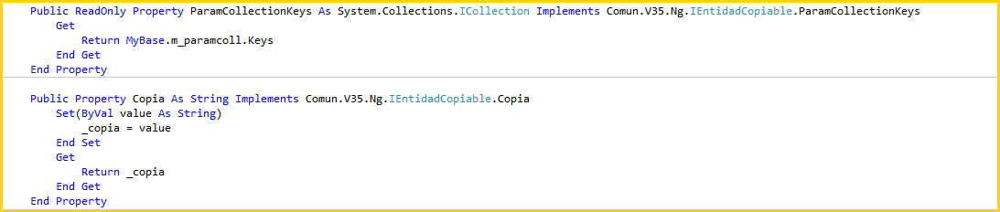 Public ReadOnly Property ParamCollectionKeys As System.Collections.ICollection Implements Comun.V35.Ng.IEntidadCopiable.ParamCollectionKeys
Get
Return MyBase.m_paramcoll.Keys
End Get
End Property
Public Property Copia As String Implements Comun.V35.Ng.IEntidadCopiable.Copia
Set(ByVal value As String)
_copia = value
End Set
Get
Return _copia
End Get
End Property